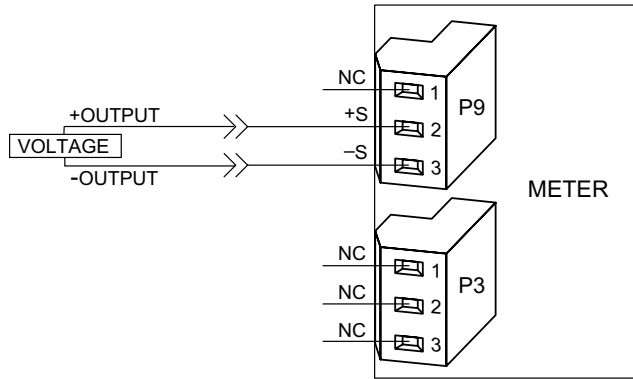 NC
1
+OUTPUT
+S
2
P9
VOLTAGE
-OUTPUT
–S
3
METER
NC
1
NC
2
P3
NC
3